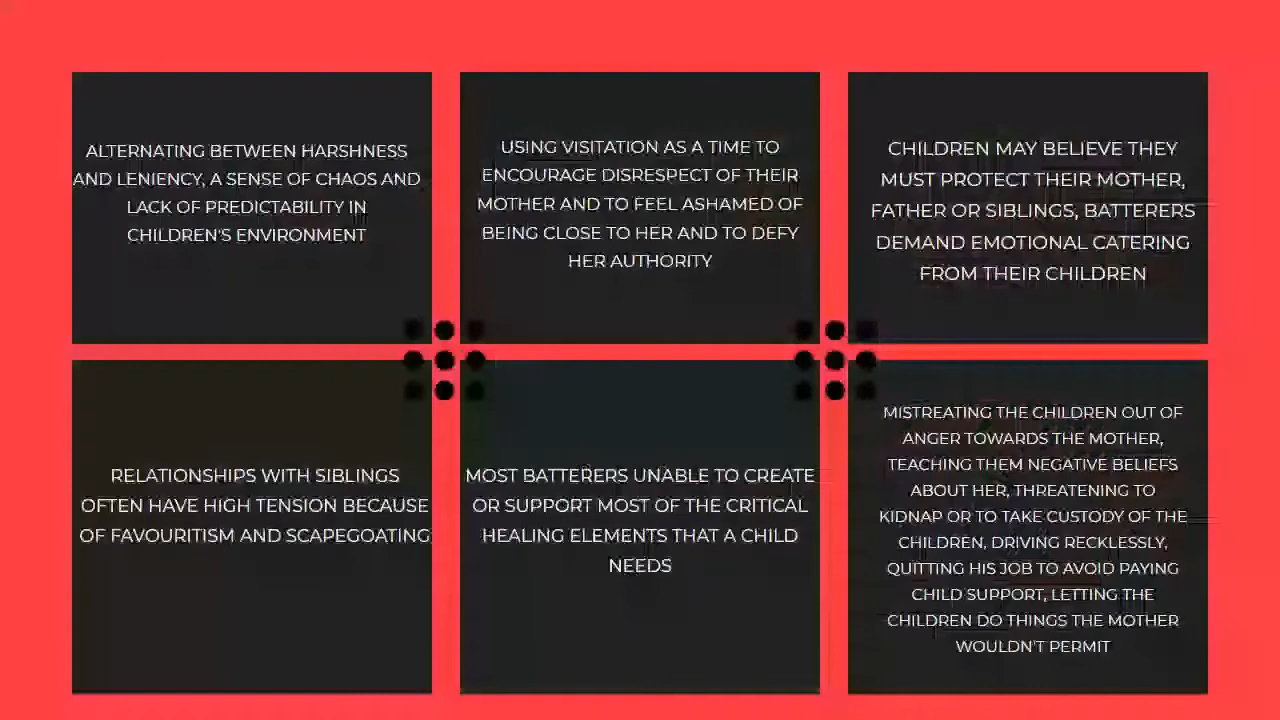 ALTERNATING BETWEEN HARSHNESS
AND LENIENCY, A SENSE OF CHAOS AND
LACK OF PREDICTABILITY IN
CHILDREN'S ENVIRONMENT
USING VISITATION AS A TIME TO
ENCOURAGE DISRESPECT OF THEIR
MOTHER AND TO FEEL ASHAMED OF
BEING CLOSE TO HER AND TO DEFY
HER AUTHORITY
CHILDREN MAY BELIEVE THEY
MUST PROTECT THEIR MOTHER,
FATHER OR SIBLINGS, BATTERERS
DEMAND EMOTIONAL CATERING
FROM THEIR CHILDREN
RELATIONSHIPS WITH SIBLINGS
OFTEN HAVE HIGH TENSION BECAUSE
OF FAVOURITISM AND SCAPEGOATING
MOST BATTERERS UNABLE TO CREATE
OR SUPPORT MOST OF THE CRITICAL
HEALING ELEMENTS THAT A CHILD
NEEDS
MISTREATING THE CHILDREN OUT OF
ANGER TOWARDS THE MOTHER,
TEACHING THEM NEGATIVE BELIEFS
ABOUT HER, THREATENING TO
KIDNAP OR TO TAKE CUSTODY OF THE
CHILDREN, DRIVING RECKLESSLY,
QUITTING HIS JOB TO AVOID PAYING
CHILD SUPPORT, LETTING THE
CHILDREN DO THINGS THE MOTHER
WOULDN'T PERMIT